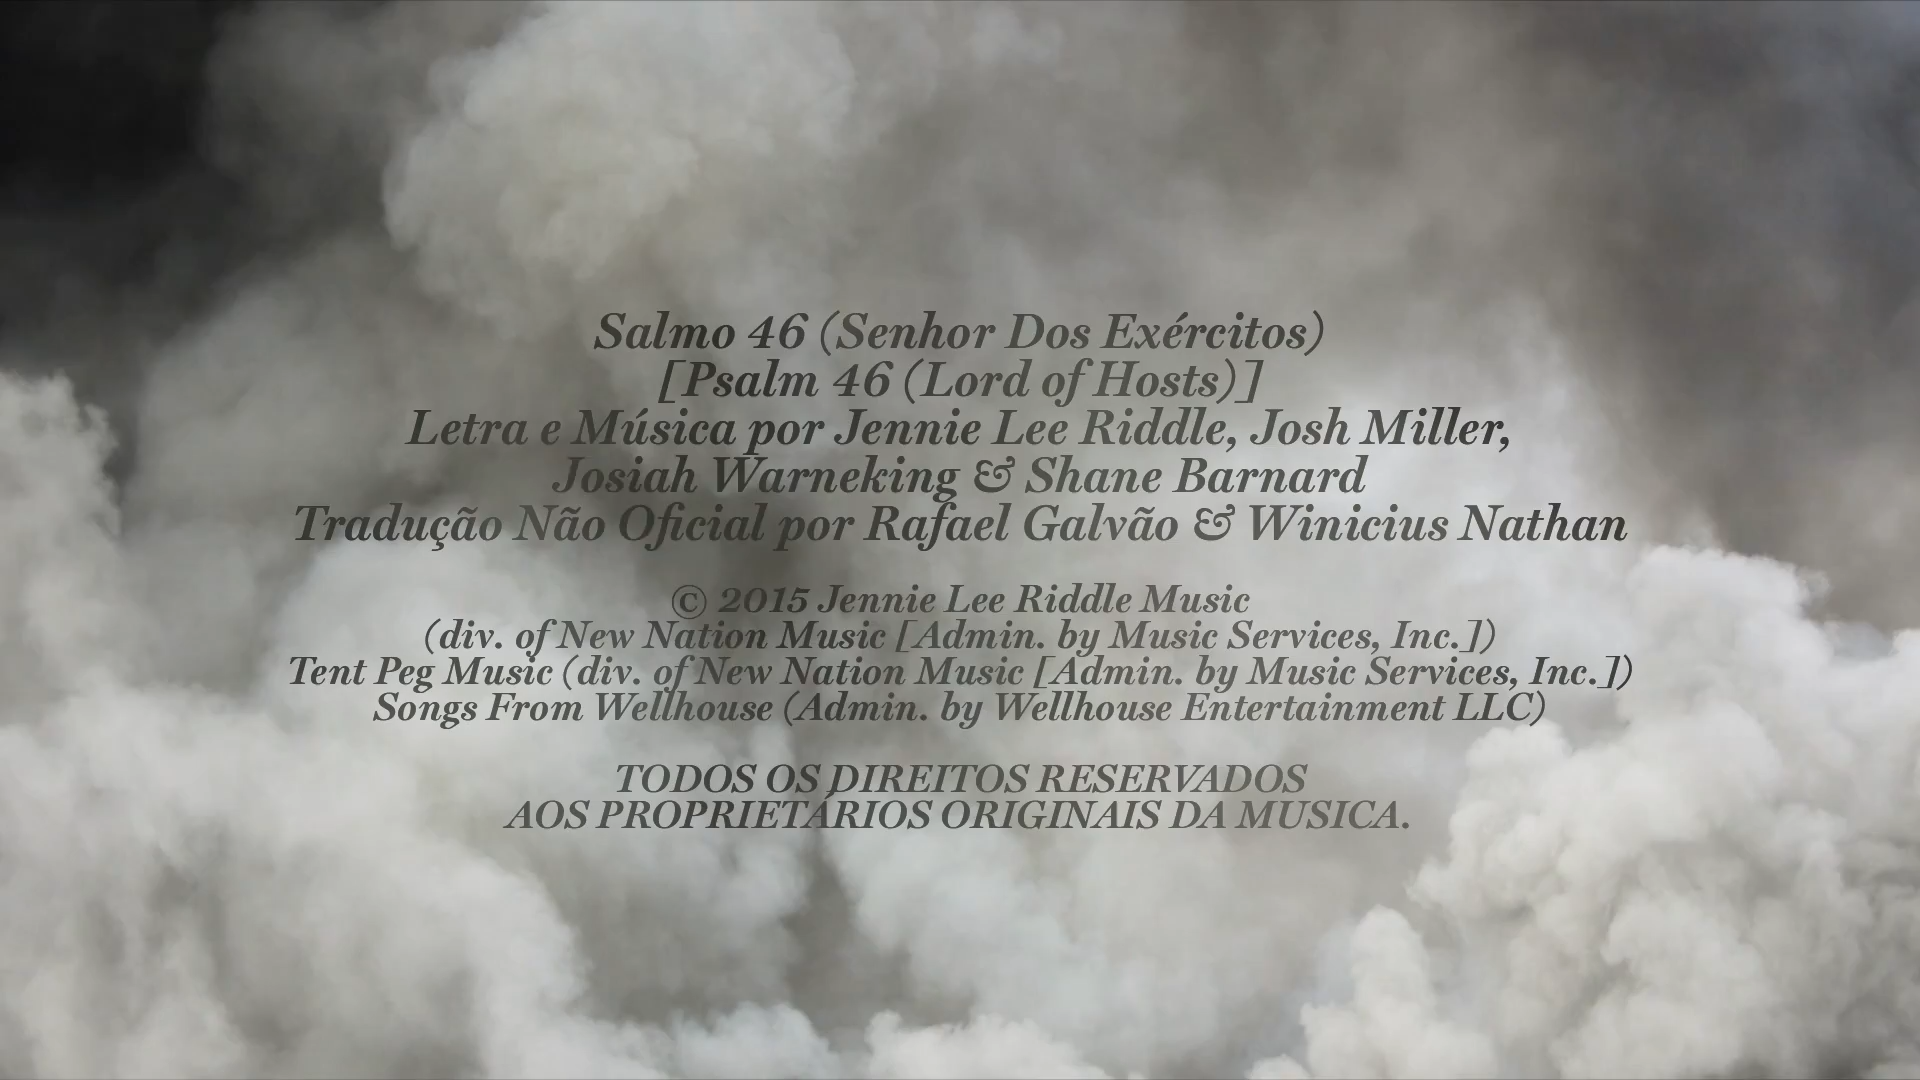 Salmo 46 (Senhor Dos Exércitos)
[Psalm 46 (Lord of Hosts)]
Letra e Música por Jennie Lee Riddle, Josh Miller,
Josiah Warneking & Shane Barnard
Tradução Não Oficial por Rafael Galvão & Winicius Nathan
© 2015 Jennie Lee Riddle Music
(div. of New Nation Music [Admin. by Music Services, Inc.])
Tent Peg Music (div. of New Nation Music [Admin. by Music Services, Inc.])
Songs From Wellhouse (Admin. by Wellhouse Entertainment LLC)
TODOS OS DIREITOS RESERVADOS
AOS PROPRIETÁRIOS ORIGINAIS DA MUSICA.